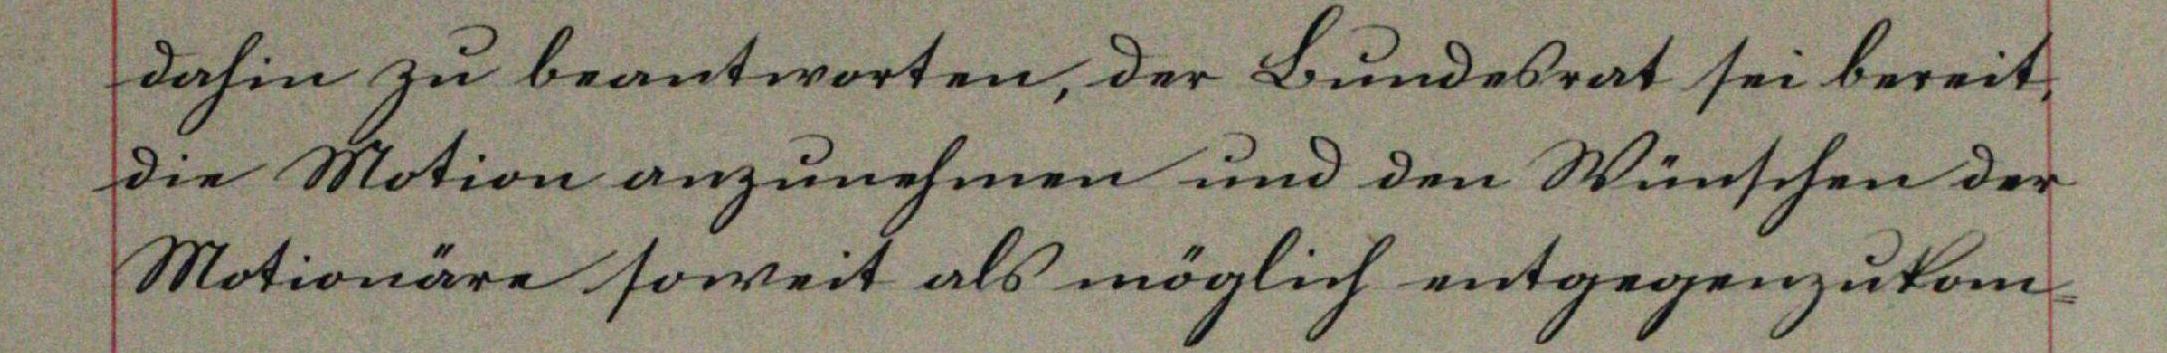 dahin zu beantworten, der Bundesrat sei bereit,
die Motion anzunehmen und den Wünschen der
Motionäre soweit als möglich entgegenzukom=